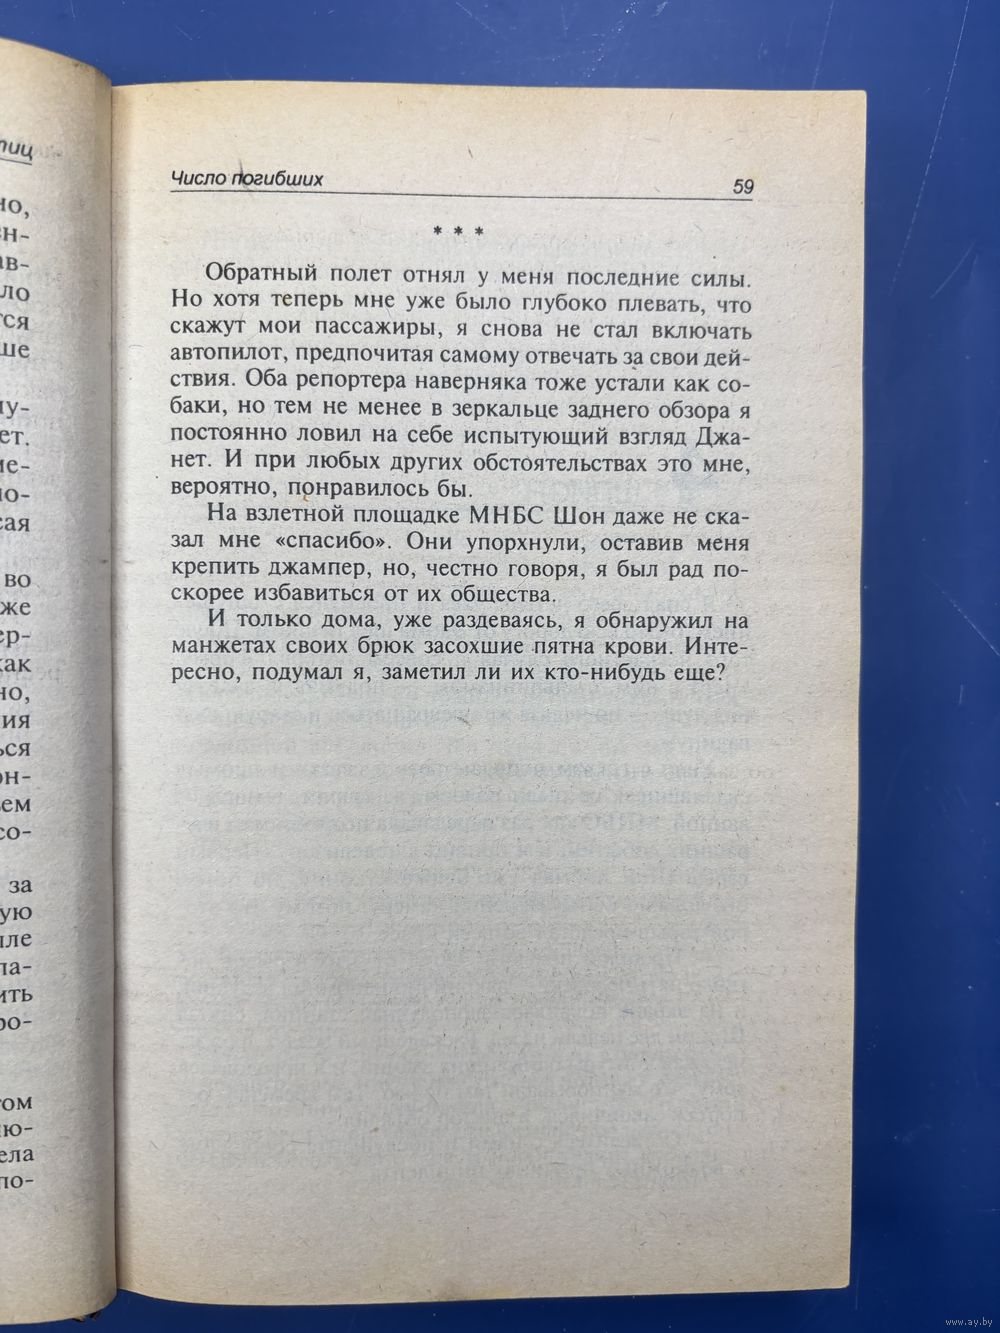 Число погибших
59
* * *
Обратный полет отнял у меня последние силы.
Но хотя теперь мне уже было глубоко плевать, что
скажут мои пассажиры, я снова не стал включать
автопилот, предпочитая самому отвечать за свои дей-
ствия. Оба репортера наверняка тоже устали как со-
баки, но тем не менее в зеркальце заднего обзора я
постоянно ловил на себе испытующий взгляд Джа-
нет. И при любых других обстоятельствах это мне,
вероятно, понравилось бы.
На взлетной площадке МНБС Шон даже не ска-
зал мне «спасибо». Они упорхнули, оставив меня
крепить джампер, но, честно говоря, я был рад по-
скорее избавиться от их общества.
И только дома, уже раздеваясь, я обнаружил на
манжетах своих брюк засохшие пятна крови. Инте-
ресно, подумал я, заметил ли их кто-нибудь еще?
www.ay.by